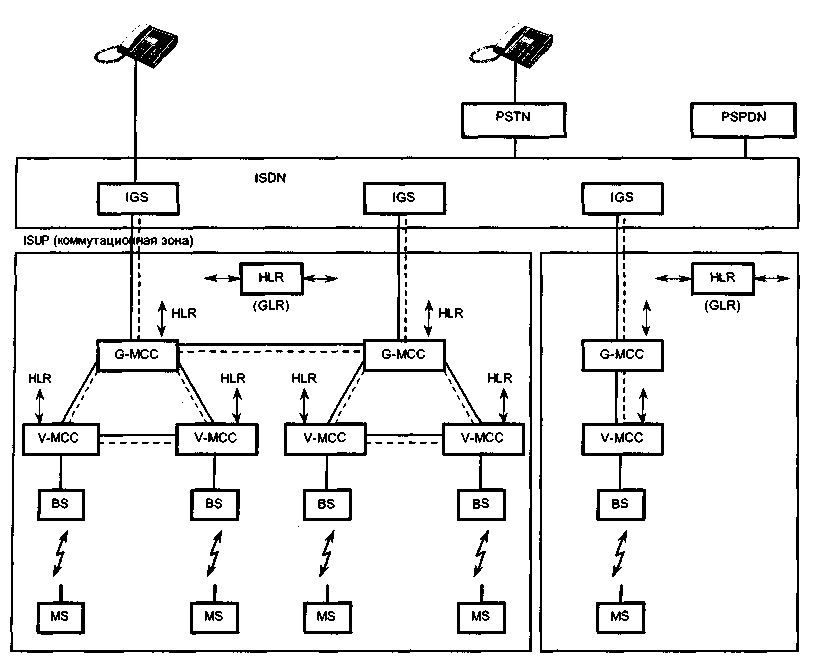 PSTN PSPDN
ISDN
IGS IGS IGS
ISUP (коммутационная зона)
HLR HLR
(GLR) (GLR)
HLR HLR
G-MCC G-MCC G-MCC
HLR HLR HLR HLR
V-MCC V-MCC V-MCC V-MCC V-MCC
BS BS BS BS BS
MS MS MS MS MS